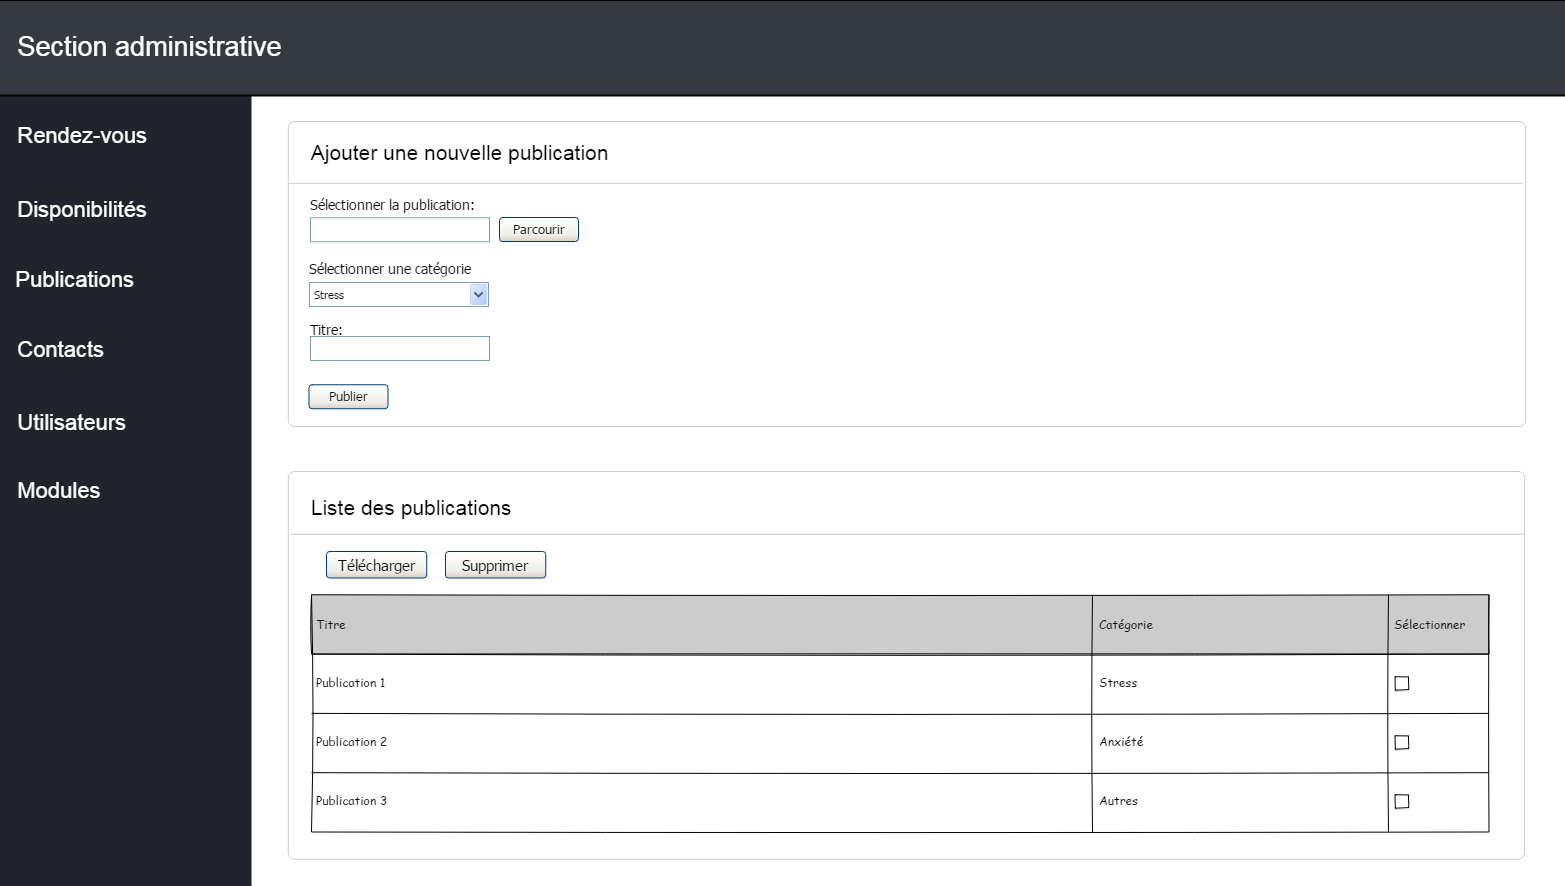 Section administrative
Rendez-vous
Disponibilités
Publications
Contacts
Utilisateurs
Modules
Ajouter une nouvelle publication
Sélectionner la publication:
Parcourir
Sélectionner une catégorie
Stress
Titre:
Publier
Liste des publications
Télécharger Supprimer
Titre Catégorie Sélectionner
Publication 1 Stress
Publication 2 Anxiété
Publication 3 Autres